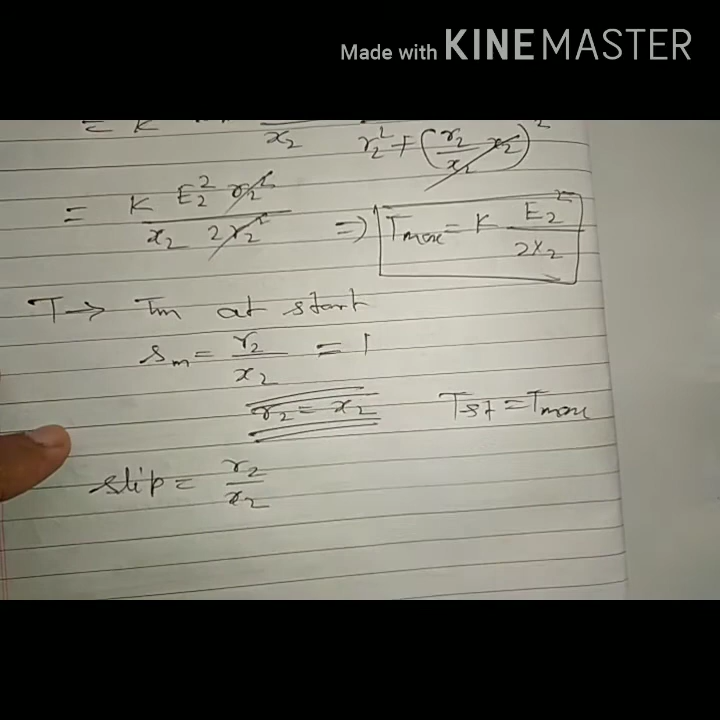 Made with KINEMASTER
= K x2 r2² + (r2/x2 x2)²
= K E2² r2² / x2 2r2² => Tmax = K E2² / 2X2
T → Tm at start
sm = r2/x2 = 1
r2 = x2 Tst = Tmax
slip = r2/x2